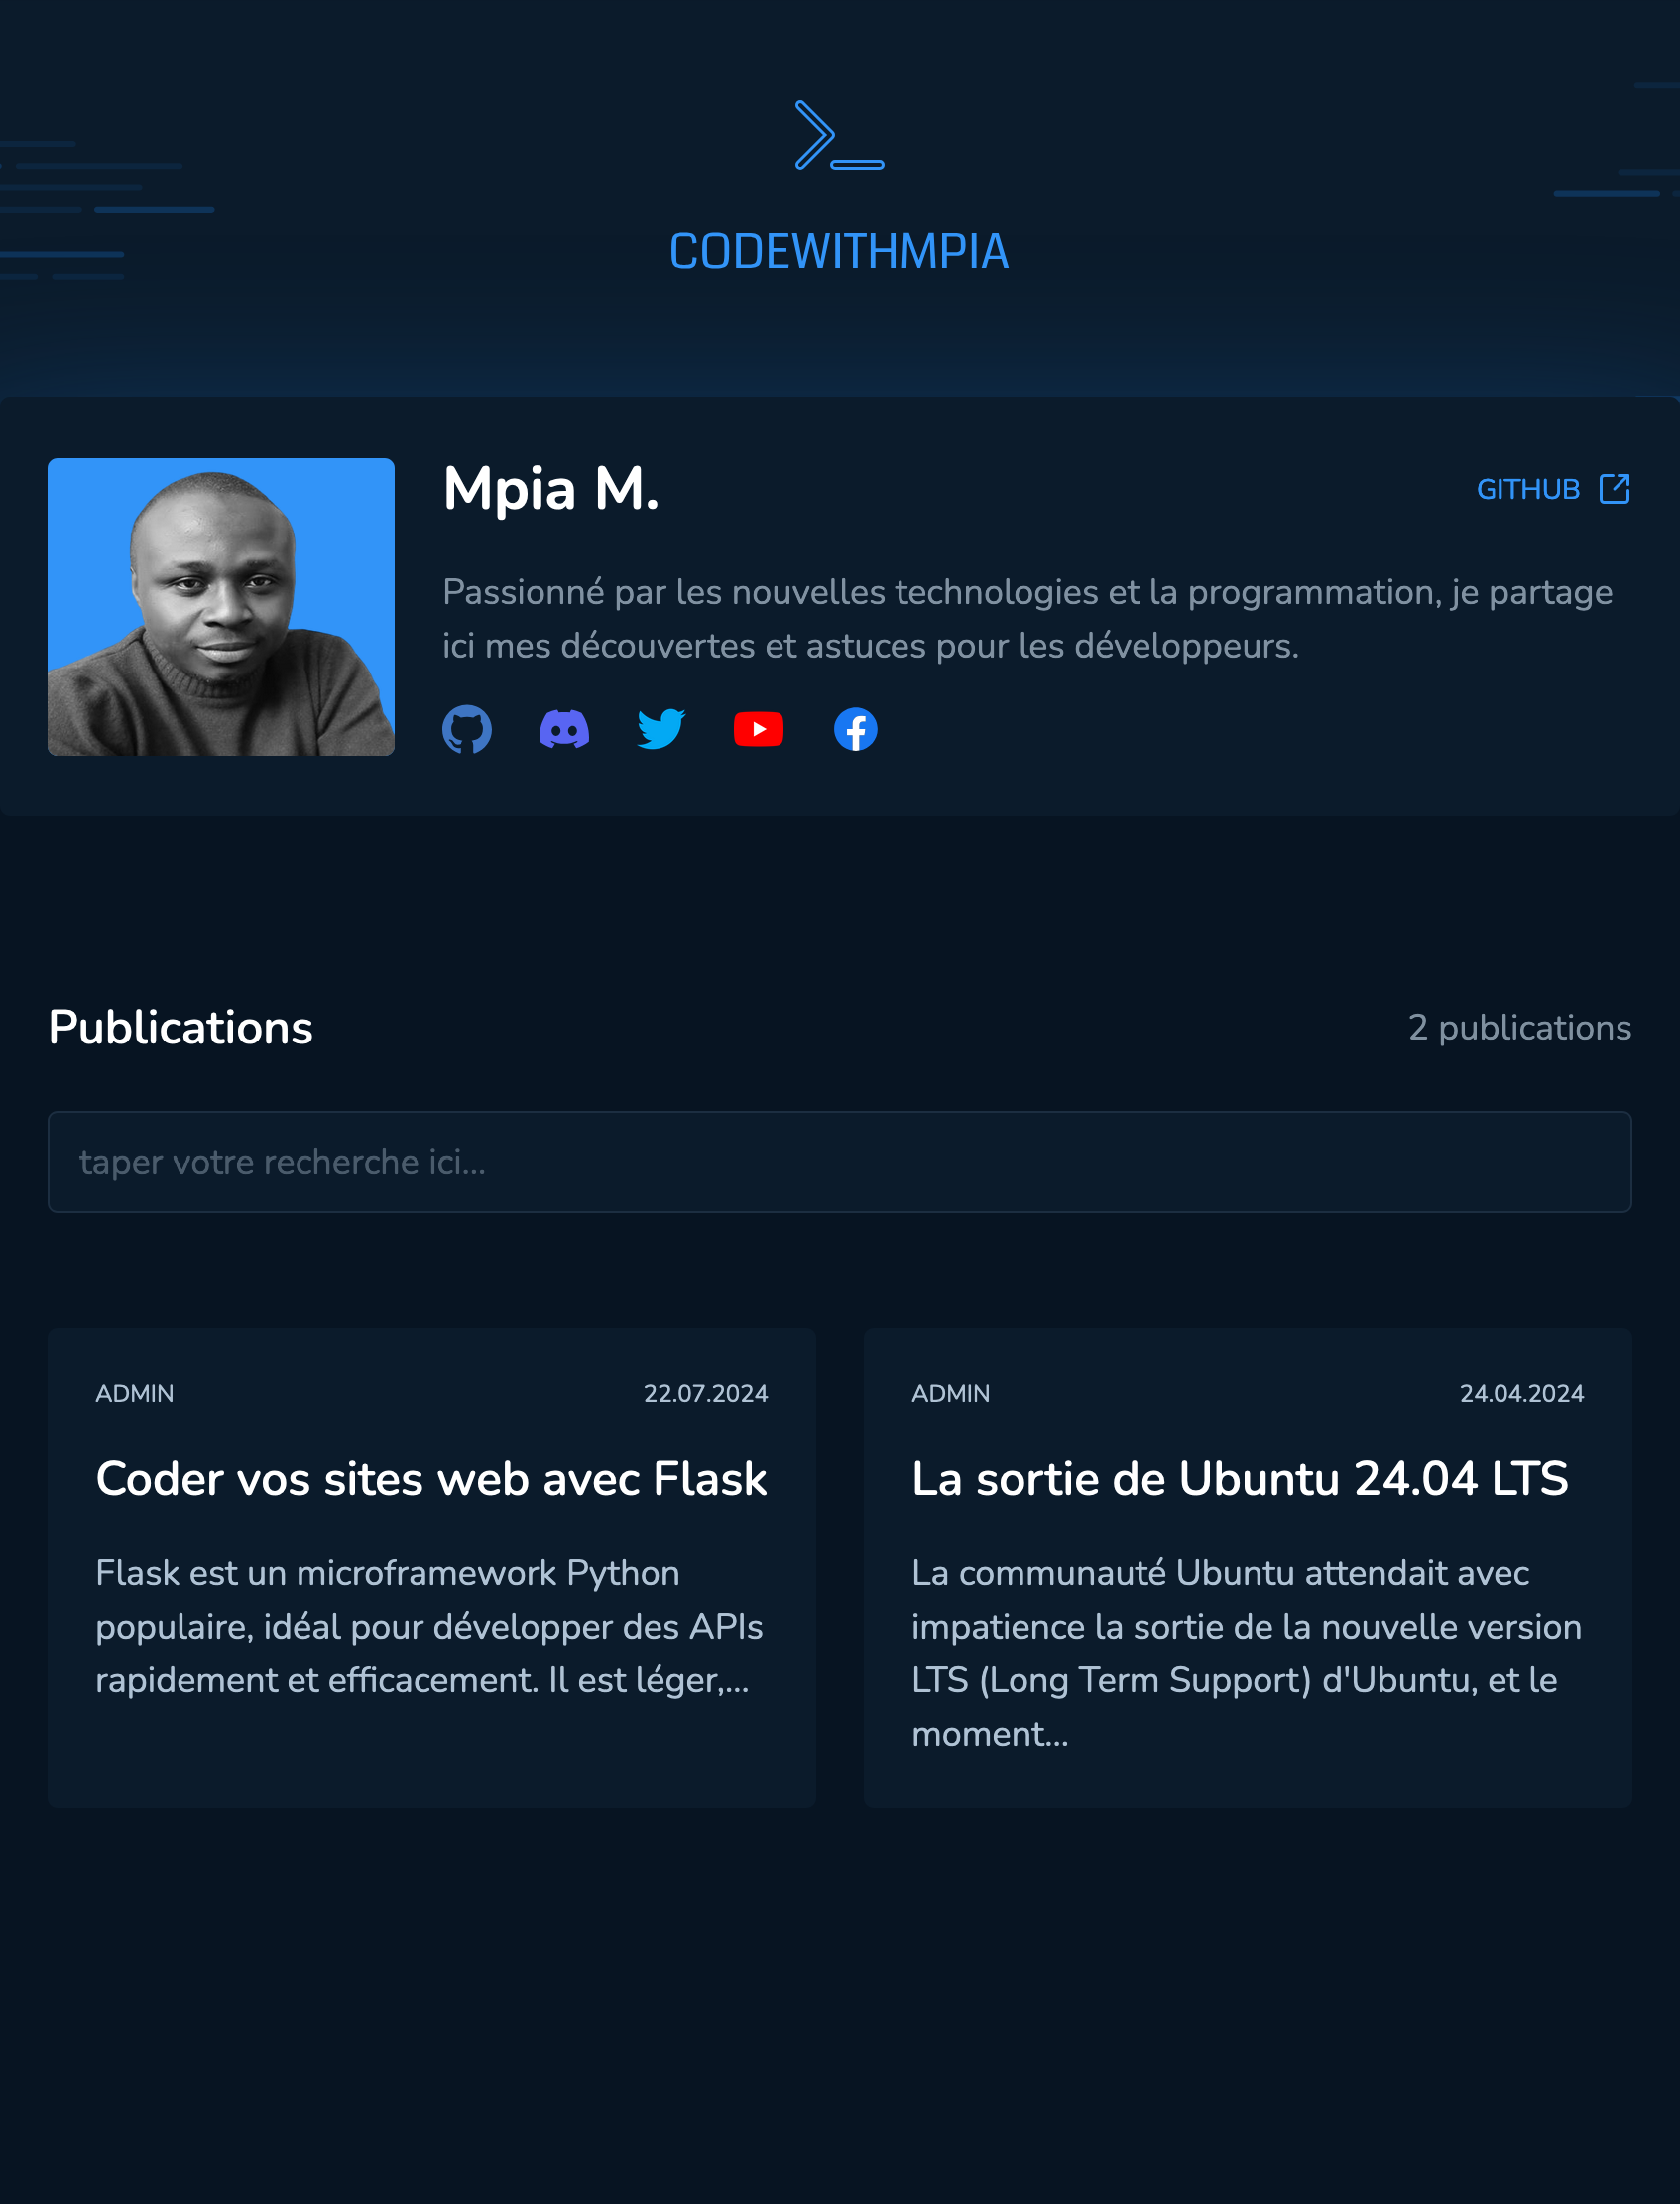 CODEWITHMPIA
Mpia M.
GITHUB
Passionné par les nouvelles technologies et la programmation, je partage
ici mes découvertes et astuces pour les développeurs.
Publications
2 publications
taper votre recherche ici...
ADMIN
22.07.2024
Coder vos sites web avec Flask
Flask est un microframework Python
populaire, idéal pour développer des APIs
rapidement et efficacement. Il est léger,...
ADMIN
24.04.2024
La sortie de Ubuntu 24.04 LTS
La communauté Ubuntu attendait avec
impatience la sortie de la nouvelle version
LTS (Long Term Support) d'Ubuntu, et le
moment...